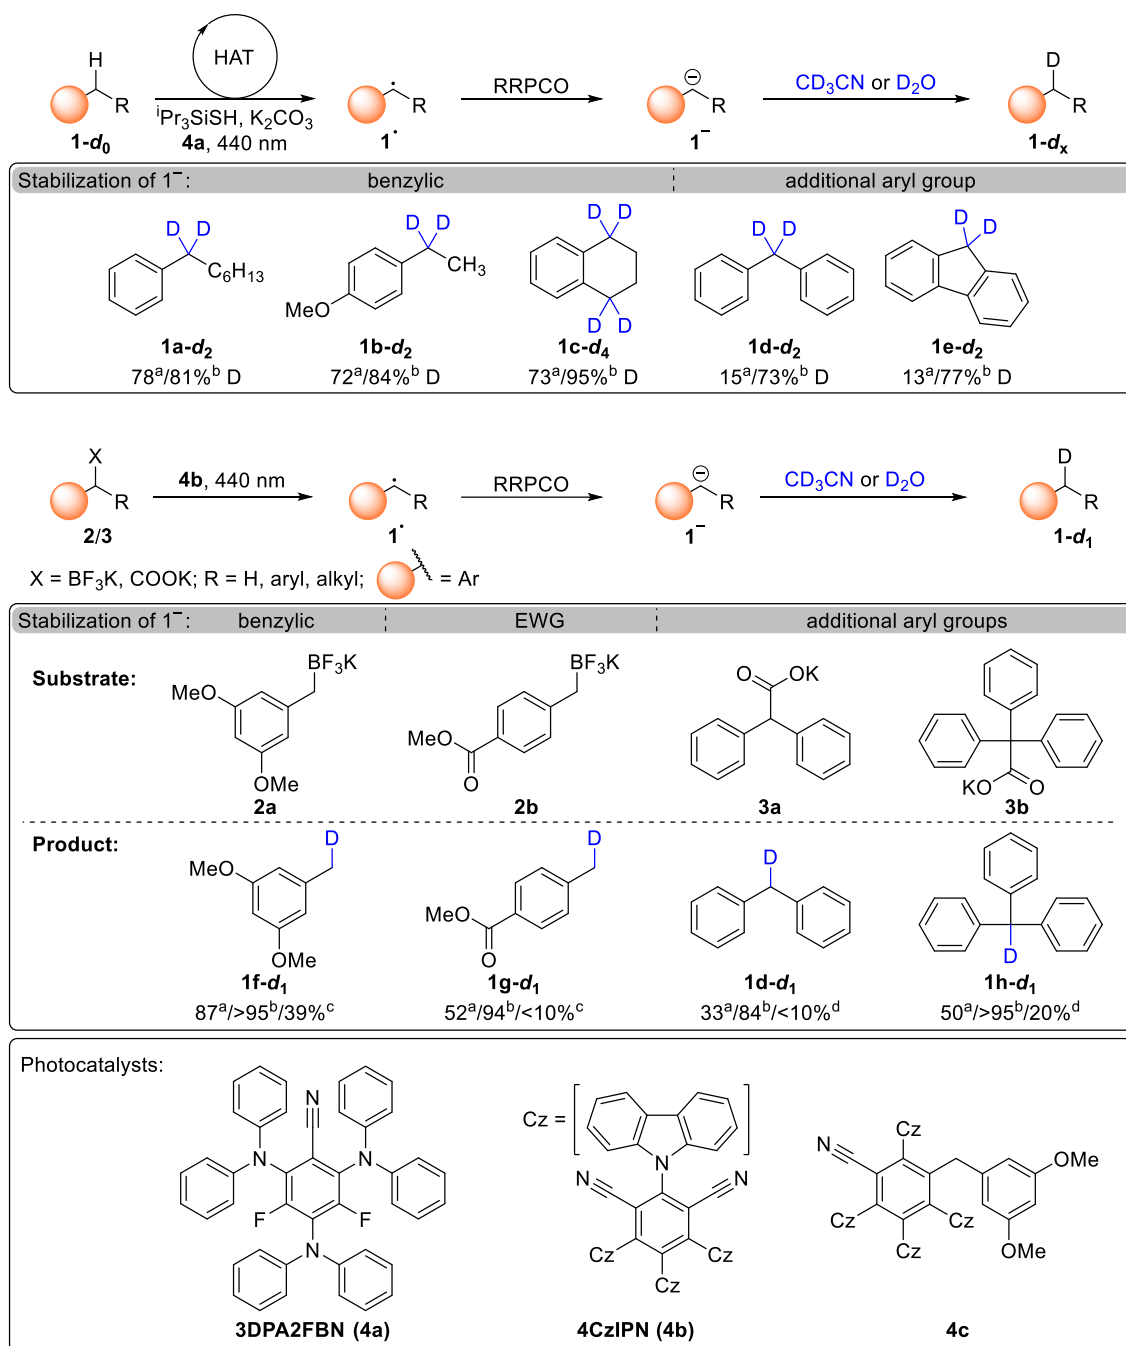 H
HAT
R
1-d₀
ⁱPr₃SiSH, K₂CO₃
4a, 440 nm
R
1•
RRPCO
⊖
R
1⁻
CD₃CN or D₂O
D
R
1-dₓ
Stabilization of 1⁻: benzylic additional aryl group
D D
C₆H₁₃
1a-d₂
78ᵃ/81%ᵇ D
D D
CH₃
MeO
1b-d₂
72ᵃ/84%ᵇ D
D D
D D
1c-d₄
73ᵃ/95%ᵇ D
D D
1d-d₂
15ᵃ/73%ᵇ D
D D
1e-d₂
13ᵃ/77%ᵇ D
X
R
2/3
4b, 440 nm
R
1•
RRPCO
⊖
R
1⁻
CD₃CN or D₂O
D
R
1-d₁
X = BF₃K, COOK; R = H, aryl, alkyl; = Ar
Stabilization of 1⁻: benzylic EWG additional aryl groups
Substrate:
BF₃K
MeO
OMe
2a
BF₃K
MeO
O
2b
O OK
3a
KO O
3b
Product:
D
MeO
OMe
1f-d₁
87ᵃ/>95ᵇ/39%ᶜ
D
MeO
O
1g-d₁
52ᵃ/94ᵇ/<10%ᶜ
D
1d-d₁
33ᵃ/84ᵇ/<10%ᵈ
D
1h-d₁
50ᵃ/>95ᵇ/20%ᵈ
Photocatalysts:
N
N N
F F
N
3DPA2FBN (4a)
Cz =
N
N N
Cz Cz
Cz
4CzIPN (4b)
Cz
N
OMe
Cz Cz
Cz
OMe
4c